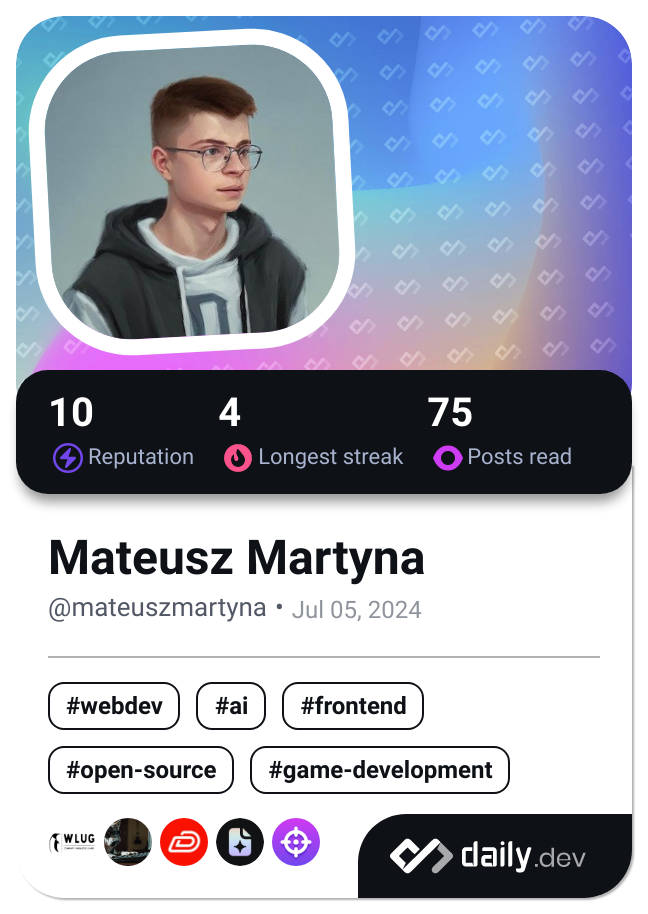 10 4 75
Reputation Longest streak Posts read
Mateusz Martyna
@mateuszmartyna • Jul 05, 2024
#webdev #ai #frontend
#open-source #game-development
WLUG
daily.dev